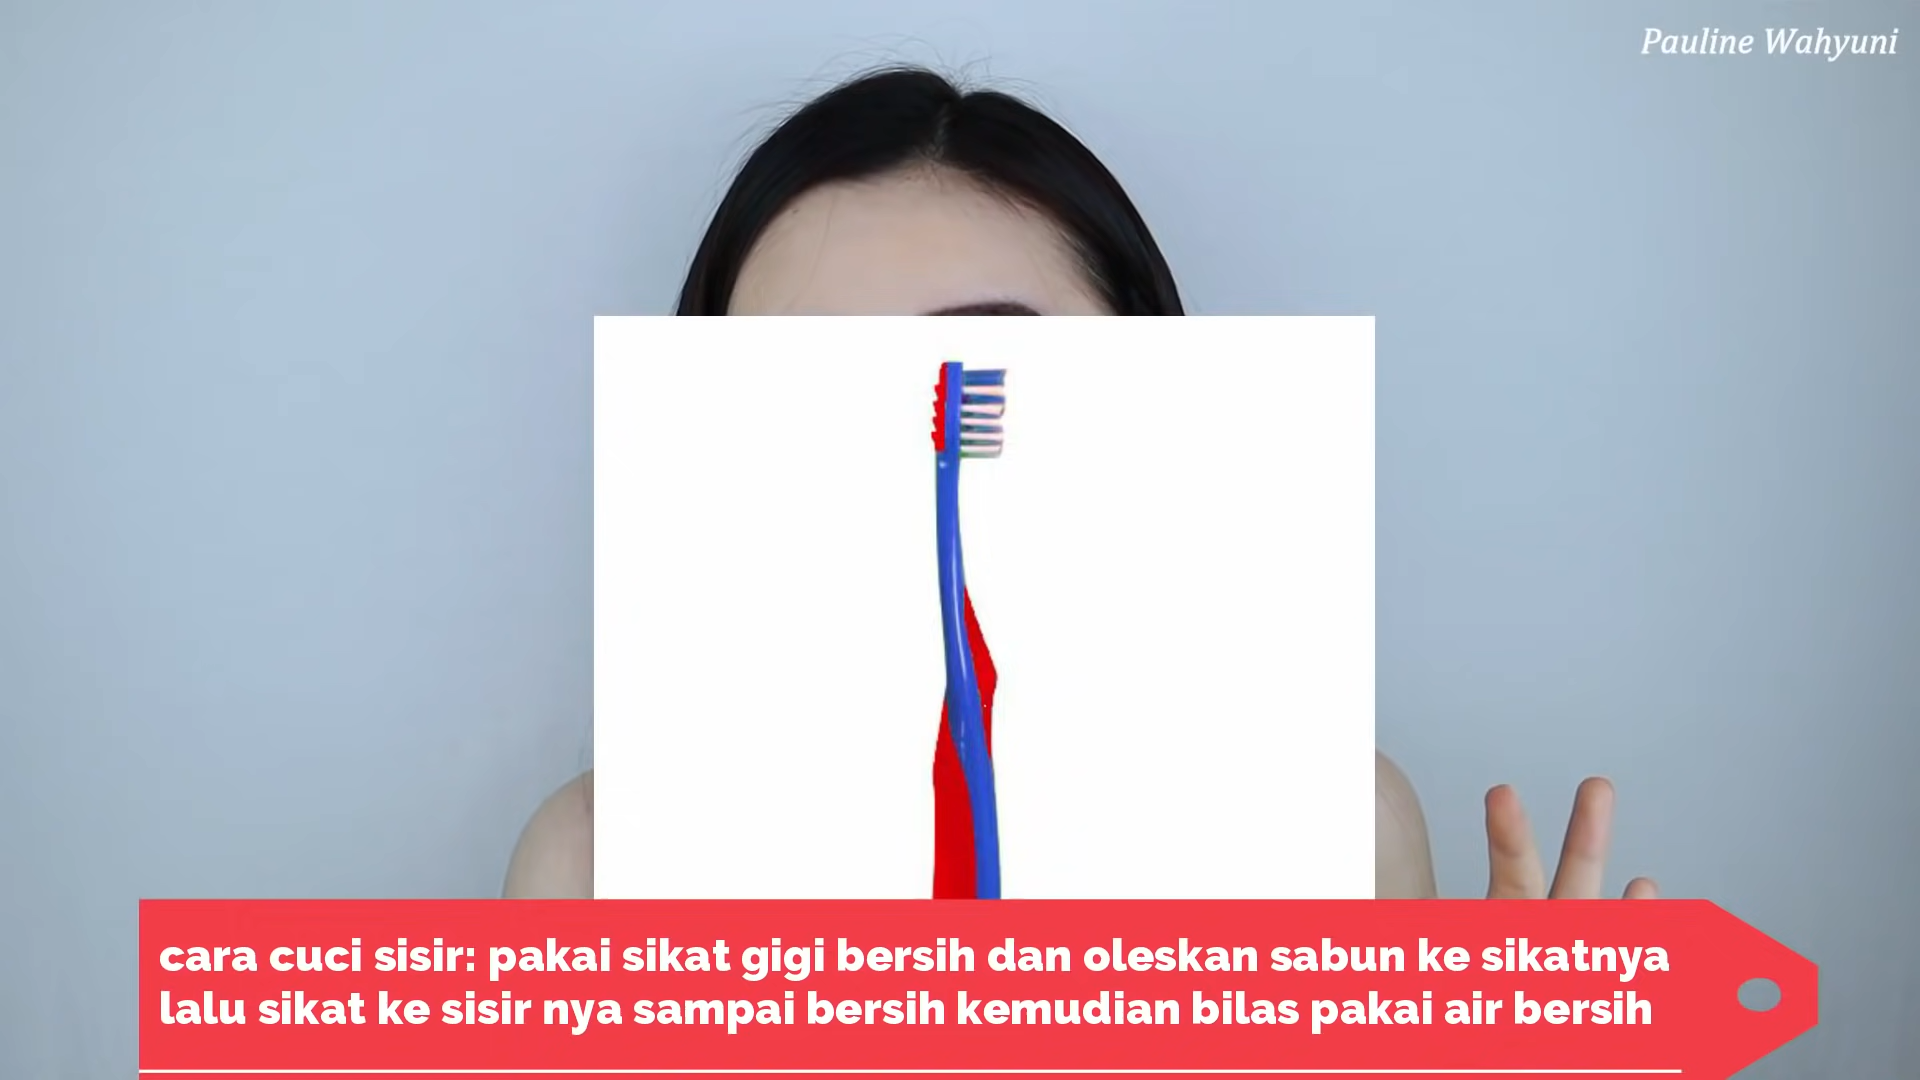 Pauline Wahyuni
cara cuci sisir: pakai sikat gigi bersih dan oleskan sabun ke sikatnya
lalu sikat ke sisir nya sampai bersih kemudian bilas pakai air bersih